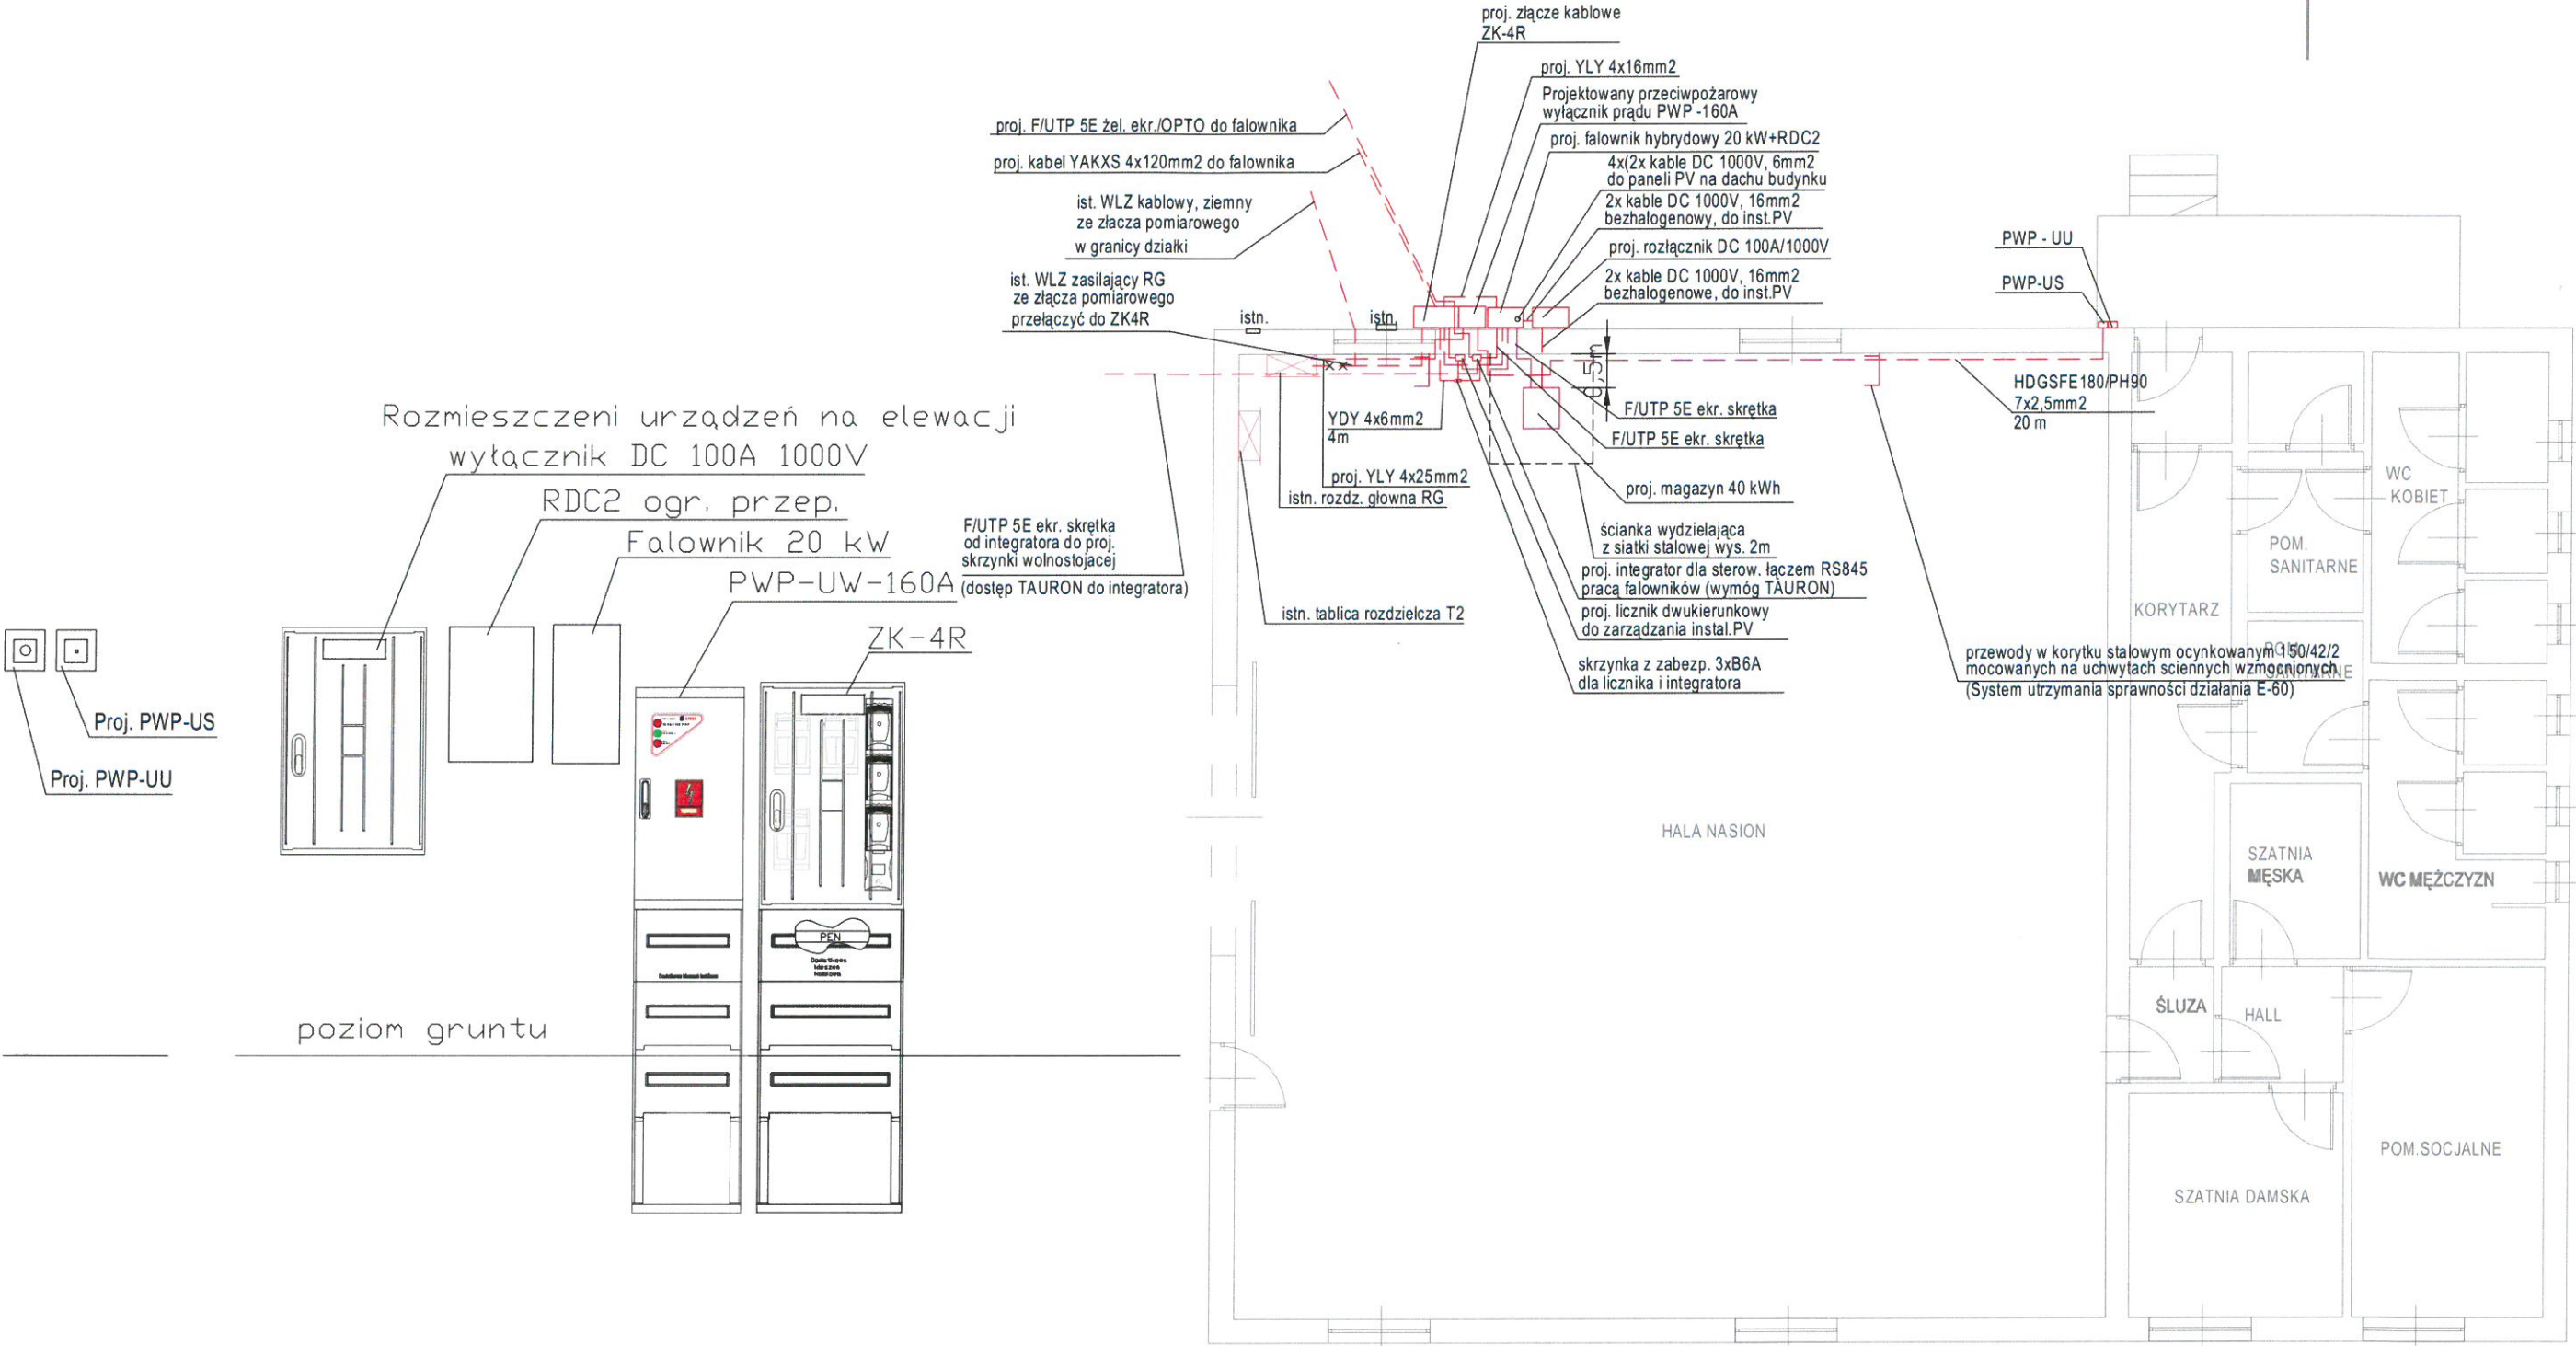 proj. złącze kablowe
ZK-4R
proj. YLY 4x16mm2
Projektowany przeciwpożarowy
wyłącznik prądu PWP -160A
proj. falownik hybrydowy 20 kW+RDC2
4x(2x kable DC 1000V, 6mm2
do paneli PV na dachu budynku
2x kable DC 1000V, 16mm2
bezhalogenowy, do inst.PV
proj. rozłącznik DC 100A/1000V
2x kable DC 1000V, 16mm2
bezhalogenowe, do inst.PV
proj. F/UTP 5E żel. ekr./OPTO do falownika
proj. kabel YAKXS 4x120mm2 do falownika
ist. WLZ kablowy, ziemny
ze złacza pomiarowego
w granicy działki
ist. WLZ zasilający RG
ze złącza pomiarowego
przełączyć do ZK4R
istn.
istn.
PWP - UU
PWP-US
HDGSFE180/PH90
7x2,5mm2
20 m
YDY 4x6mm2
4m
proj. YLY 4x25mm2
istn. rozdz. głowna RG
F/UTP 5E ekr. skrętka
F/UTP 5E ekr. skrętka
proj. magazyn 40 kWh
ścianka wydzielająca
z siatki stalowej wys. 2m
proj. integrator dla sterow. łączem RS845
pracą falowników (wymóg TAURON)
proj. licznik dwukierunkowy
do zarządzania instal.PV
skrzynka z zabezp. 3xB6A
dla licznika i integratora
istn. tablica rozdzielcza T2
F/UTP 5E ekr. skrętka
od integratora do proj.
skrzynki wolnostojacej
(dostęp TAURON do integratora)
przewody w korytku stalowym ocynkowanym 150/42/2
mocowanych na uchwytach sciennych wzmocnionych
(System utrzymania sprawności działania E-60)
Rozmieszczeni urządzeń na elewacji
wyłącznik DC 100A 1000V
RDC2 ogr. przep.
Falownik 20 kW
PWP-UW-160A
ZK-4R
Proj. PWP-US
Proj. PWP-UU
PEN
poziom gruntu
HALA NASION
WC
KOBIET
POM.
SANITARNE
KORYTARZ
POM.
SANITARNE
SZATNIA
MĘSKA
WC MĘŻCZYZN
ŚLUZA
HALL
POM.SOCJALNE
SZATNIA DAMSKA